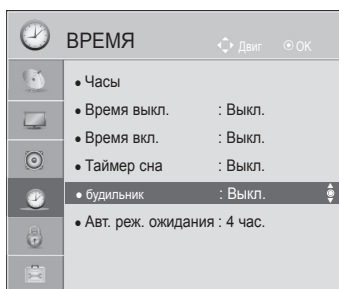 ВРЕМЯ Двиг ОК
• Часы
• Время выкл. : Выкл.
• Время вкл. : Выкл.
• Таймер сна : Выкл.
• будильник : Выкл.
• Авт. реж. ожидания : 4 час.